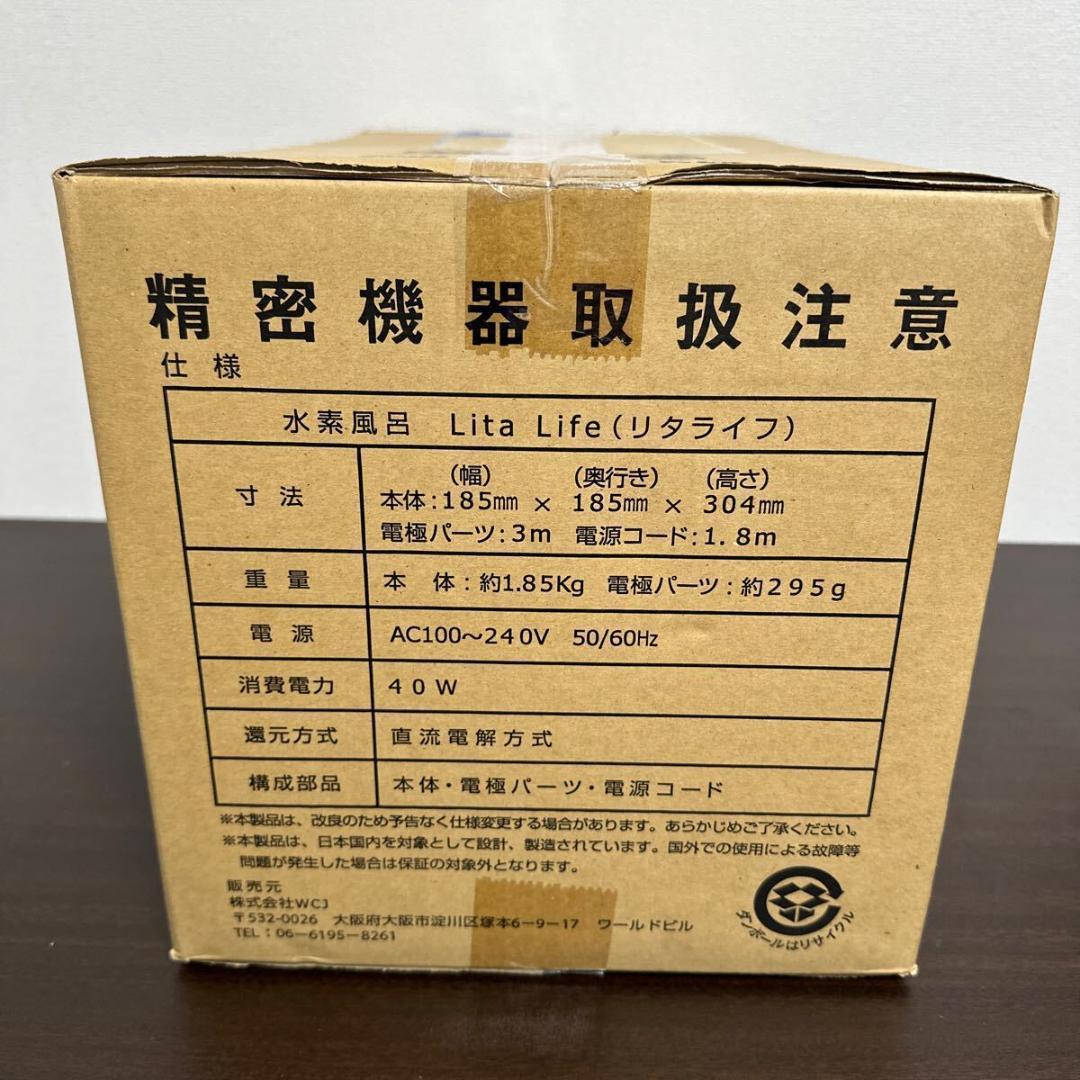 精密機器取扱注意
仕様
水素風呂 Lita Life(リタライフ)
寸法
(幅) (奥行き) (高さ)
本体:185㎜ × 185㎜ × 304㎜
電極パーツ:3m 電源コード:1.8m
重量 本 体:約1.85Kg 電極パーツ:約295g
電源 AC100～240V 50/60Hz
消費電力 40W
還元方式 直流電解方式
構成部品 本体・電極パーツ・電源コード
※本製品は、改良のため予告なく仕様変更する場合があります。あらかじめご了承ください。
※本製品は、日本国内を対象として設計、製造されています。国外での使用による故障等
問題が発生した場合は保証の対象外となります。
販売元
株式会社WCJ
〒532-0026 大阪府大阪市淀川区塚本6-9-17 ワールドビル
TEL:06-6195-8261
ダンボールはリサイクル